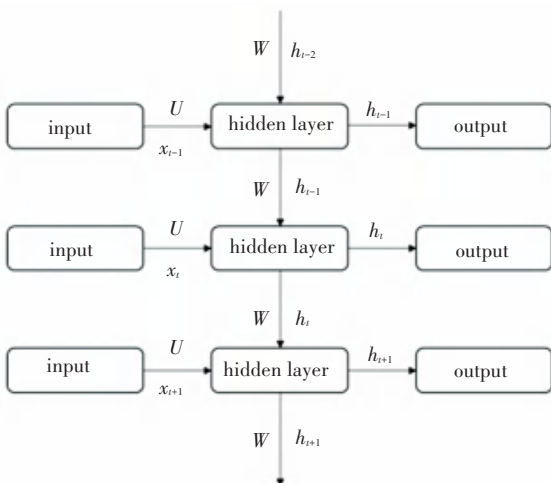 W h_{t-2}
U h_{t-1}
input hidden layer output
x_{t-1}
W h_{t-1}
U h_t
input hidden layer output
x_t
W h_t
U h_{t+1}
input hidden layer output
x_{t+1}
W h_{t+1}